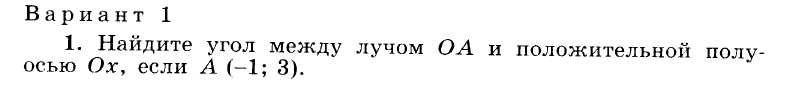 Вариант 1
1. Найдите угол между лучом OA и положительной полу-
осью Ox, если A (–1; 3).